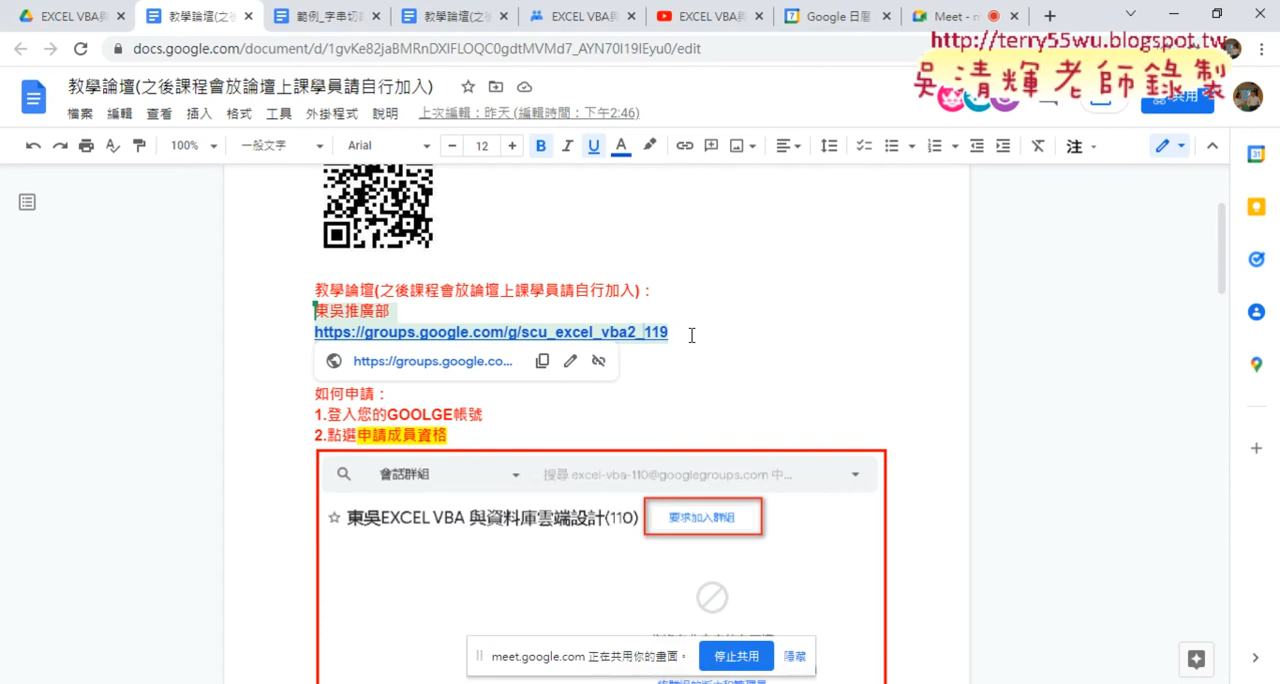 EXCEL VBA與
教學論壇(之
範例_字串切
教學論壇(之
EXCEL VBA
EXCEL VBA與
Google 日曆
Meet -
docs.google.com/document/d/1gvKe82jaBMRnDXIFLOQC0gdtMVMd7_AYN70I19IEyu0/edit
http://terry55wu.blogspot.tw
吳清輝老師錄製
教學論壇(之後課程會放論壇上課學員請自行加入)
共用
檔案 編輯 查看 插入 格式 工具 外掛程式 說明 上次編輯：昨天 (編輯時間：下午2:46)
100% 一般文字 Arial 12 B I U A 注
教學論壇(之後課程會放論壇上課學員請自行加入)：
東吳推廣部
https://groups.google.com/g/scu_excel_vba2_119
https://groups.google.co...
如何申請：
1.登入您的GOOLGE帳號
2.點選申請成員資格
會話群組 搜尋 excel-vba-110@googlegroups.com 中...
東吳EXCEL VBA 與資料庫雲端設計(110) 要求加入群組
meet.google.com 正在共用你的畫面。 停止共用 隱藏